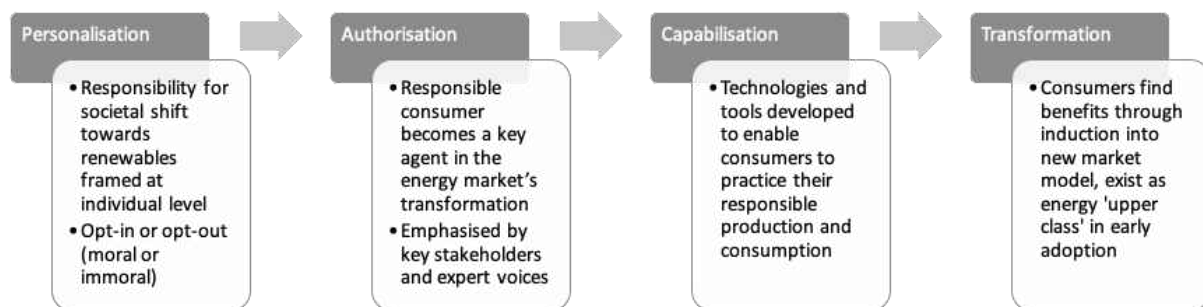 Personalisation
• Responsibility for
societal shift
towards
renewables
framed at
individual level
• Opt-in or opt-out
(moral or
immoral)
Authorisation
• Responsible
consumer
becomes a key
agent in the
energy market's
transformation
• Emphasised by
key stakeholders
and expert voices
Capabilisation
• Technologies and
tools developed
to enable
consumers to
practice their
responsible
production and
consumption
Transformation
• Consumers find
benefits through
induction into
new market
model, exist as
energy 'upper
class' in early
adoption